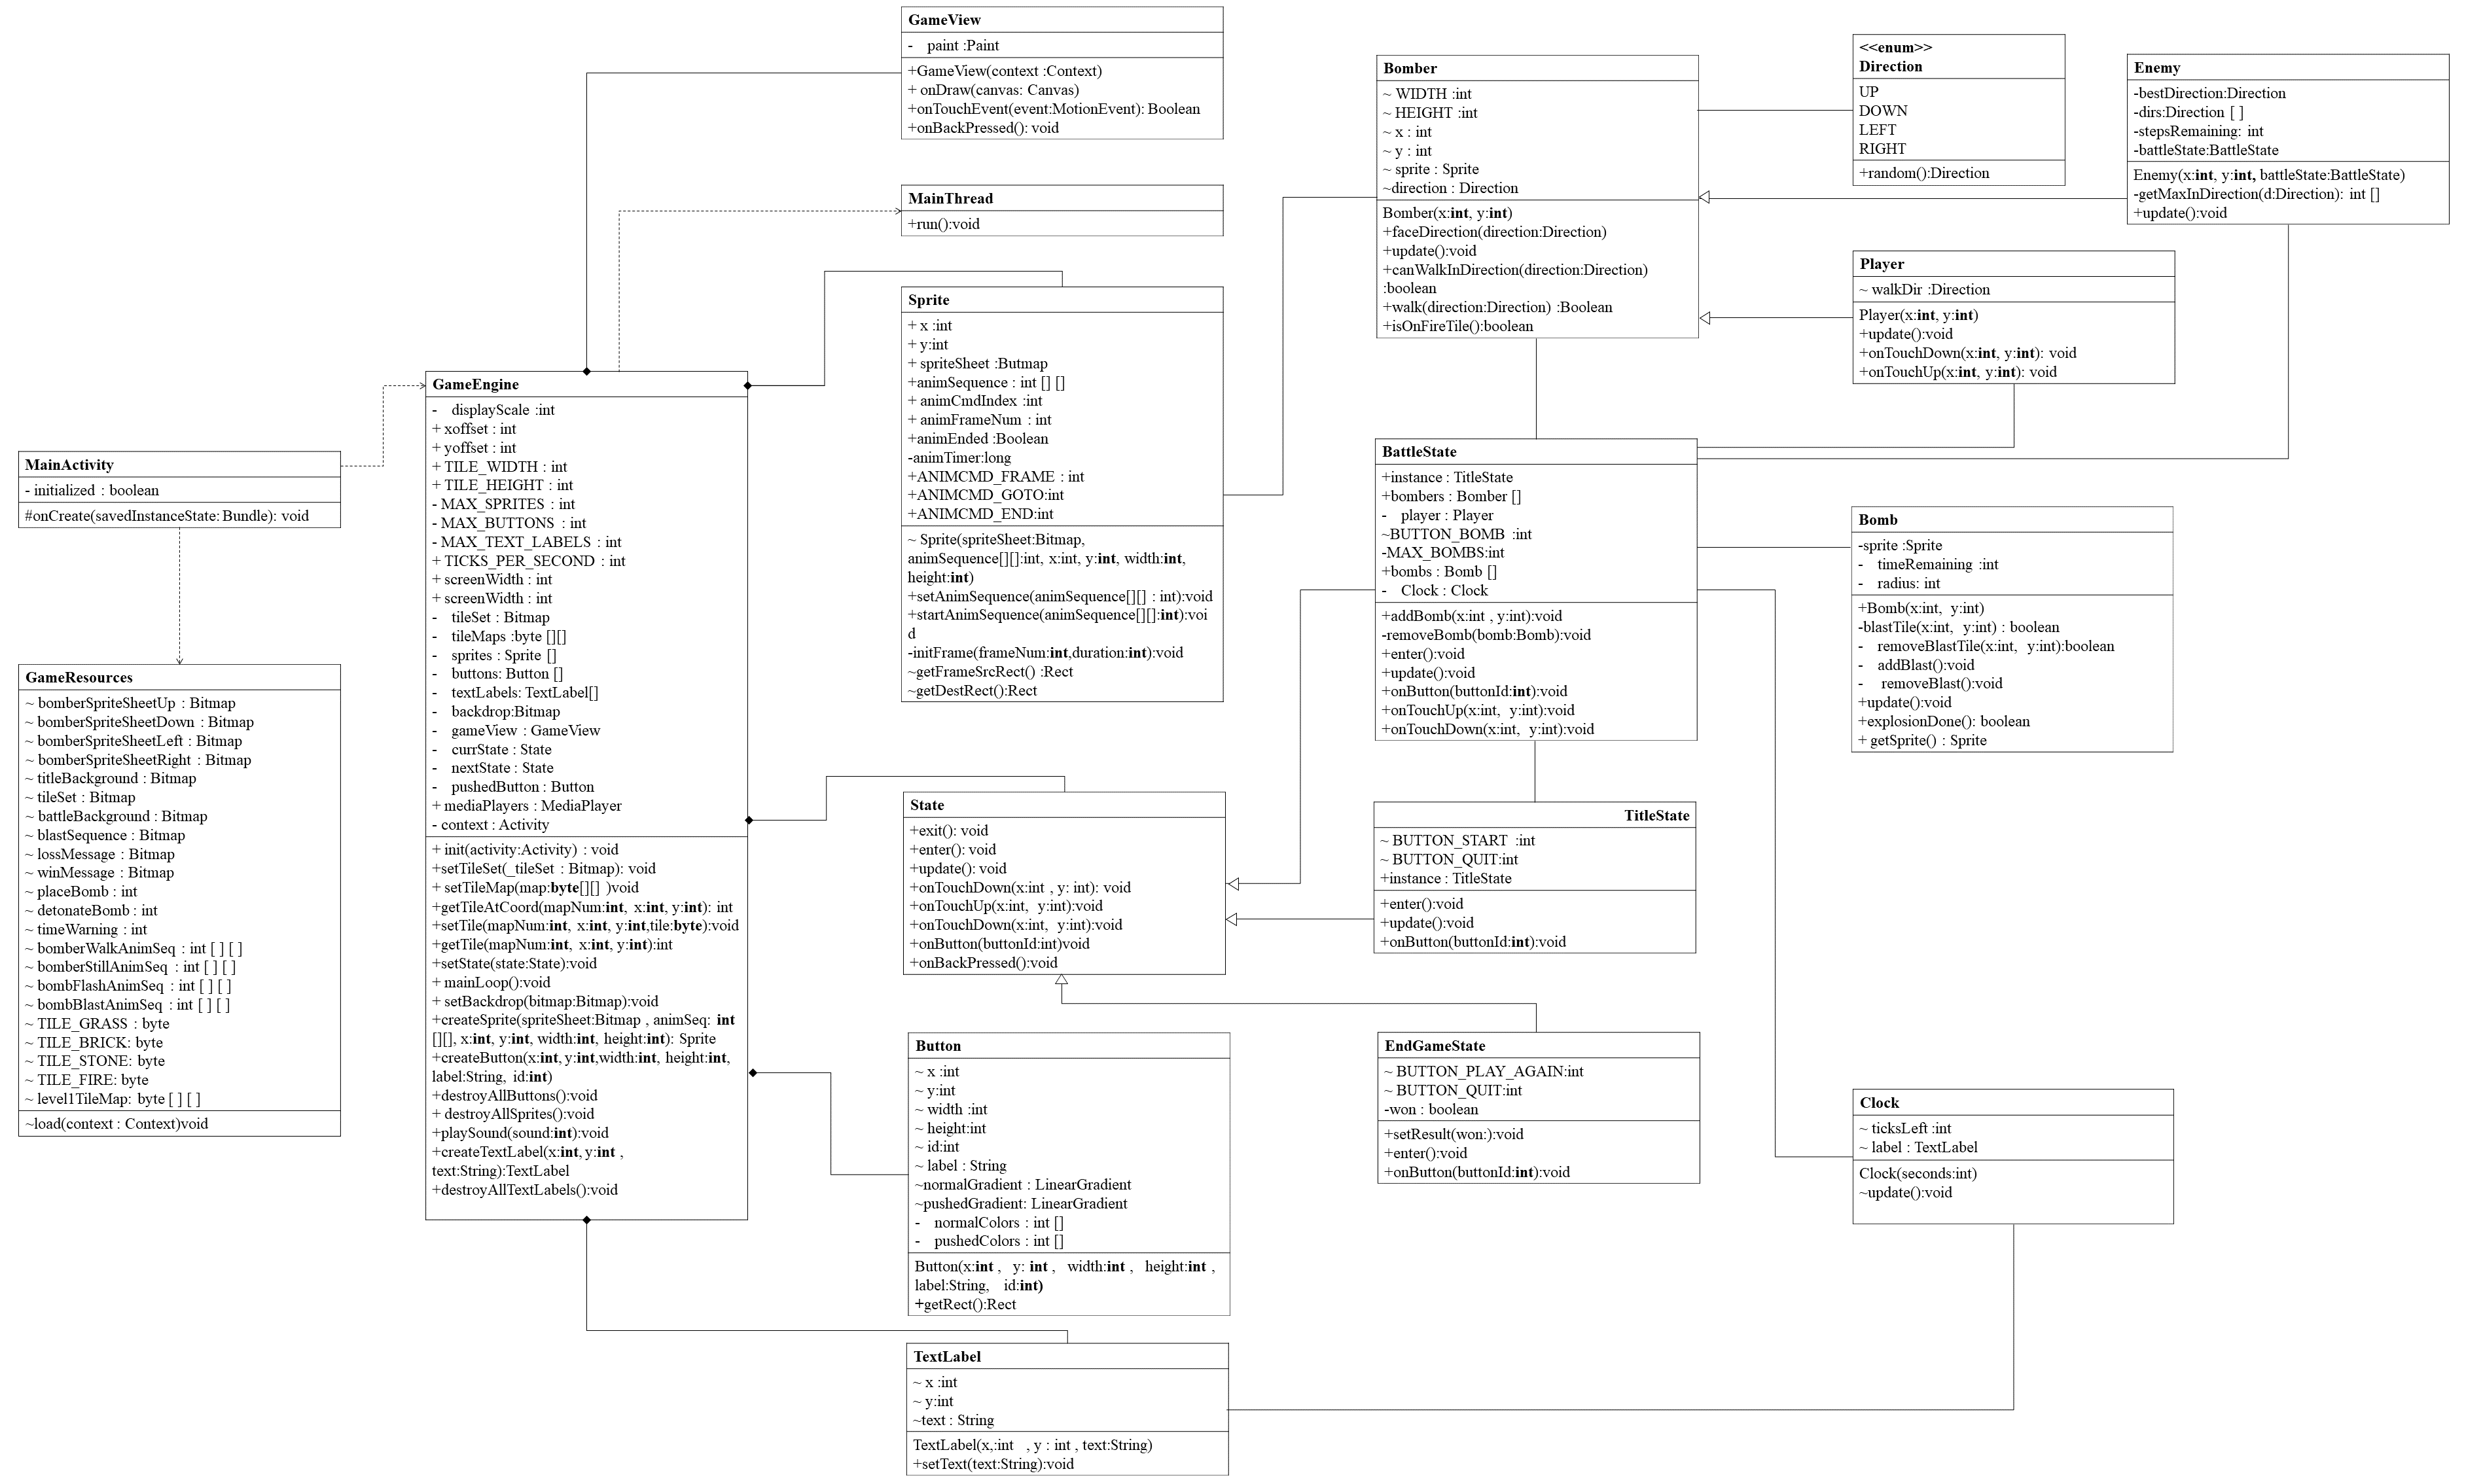 GameView
- paint :Paint
+GameView(context :Context)
+ onDraw(canvas: Canvas)
+onTouchEvent(event:MotionEvent): Boolean
+onBackPressed(): void
MainThread
+run():void
Sprite
+ x :int
+ y:int
+ spriteSheet :Butmap
+animSequence : int [] []
+ animCmdIndex :int
+ animFrameNum : int
+animEnded :Boolean
-animTimer:long
+ANIMCMD_FRAME : int
+ANIMCMD_GOTO:int
+ANIMCMD_END:int
~ Sprite(spriteSheet:Bitmap,
animSequence[][]:int, x:int, y:int, width:int,
height:int)
+setAnimSequence(animSequence[][] : int):void
+startAnimSequence(animSequence[][]:int):voi
d
-initFrame(frameNum:int,duration:int):void
~getFrameSrcRect() :Rect
~getDestRect():Rect
Bomber
~ WIDTH :int
~ HEIGHT :int
~ x : int
~ y : int
~ sprite : Sprite
~direction : Direction
Bomber(x:int, y:int)
+faceDirection(direction:Direction)
+update():void
+canWalkInDirection(direction:Direction)
:boolean
+walk(direction:Direction) :Boolean
+isOnFireTile():boolean
<<enum>>
Direction
UP
DOWN
LEFT
RIGHT
+random():Direction
Enemy
-bestDirection:Direction
-dirs:Direction [ ]
-stepsRemaining: int
-battleState:BattleState
Enemy(x:int, y:int, battleState:BattleState)
-getMaxInDirection(d:Direction): int []
+update():void
Player
~ walkDir :Direction
Player(x:int, y:int)
+update():void
+onTouchDown(x:int, y:int): void
+onTouchUp(x:int, y:int): void
MainActivity
- initialized : boolean
#onCreate(savedInstanceState: Bundle): void
GameResources
~ bomberSpriteSheetUp : Bitmap
~ bomberSpriteSheetDown : Bitmap
~ bomberSpriteSheetLeft : Bitmap
~ bomberSpriteSheetRight : Bitmap
~ titleBackground : Bitmap
~ tileSet : Bitmap
~ battleBackground : Bitmap
~ blastSequence : Bitmap
~ lossMessage : Bitmap
~ winMessage : Bitmap
~ placeBomb : int
~ detonateBomb : int
~ timeWarning : int
~ bomberWalkAnimSeq : int [ ] [ ]
~ bomberStillAnimSeq : int [ ] [ ]
~ bombFlashAnimSeq : int [ ] [ ]
~ bombBlastAnimSeq : int [ ] [ ]
~ TILE_GRASS : byte
~ TILE_BRICK: byte
~ TILE_STONE: byte
~ TILE_FIRE: byte
~ level1TileMap: byte [ ] [ ]
~load(context : Context)void
GameEngine
- displayScale :int
+ xoffset : int
+ yoffset : int
+ TILE_WIDTH : int
+ TILE_HEIGHT : int
- MAX_SPRITES : int
- MAX_BUTTONS : int
- MAX_TEXT_LABELS : int
+ TICKS_PER_SECOND : int
+ screenWidth : int
+ screenWidth : int
- tileSet : Bitmap
- tileMaps :byte [][]
- sprites : Sprite []
- buttons: Button []
- textLabels: TextLabel[]
- backdrop:Bitmap
- gameView : GameView
- currState : State
- nextState : State
- pushedButton : Button
+ mediaPlayers : MediaPlayer
- context : Activity
+ init(activity:Activity) : void
+setTileSet(_tileSet : Bitmap): void
+ setTileMap(map:byte[][] )void
+getTileAtCoord(mapNum:int, x:int, y:int): int
+setTile(mapNum:int, x:int, y:int,tile:byte):void
+getTile(mapNum:int, x:int, y:int):int
+setState(state:State):void
+ mainLoop():void
+ setBackdrop(bitmap:Bitmap):void
+createSprite(spriteSheet:Bitmap , animSeq: int
[][], x:int, y:int, width:int, height:int): Sprite
+createButton(x:int, y:int,width:int, height:int,
label:String, id:int)
+destroyAllButtons():void
+ destroyAllSprites():void
+playSound(sound:int):void
+createTextLabel(x:int, y:int ,
text:String):TextLabel
+destroyAllTextLabels():void
BattleState
+instance : TitleState
+bombers : Bomber []
- player : Player
~BUTTON_BOMB :int
-MAX_BOMBS:int
+bombs : Bomb []
- Clock : Clock
+addBomb(x:int , y:int):void
-removeBomb(bomb:Bomb):void
+enter():void
+update():void
+onButton(buttonId:int):void
+onTouchUp(x:int, y:int):void
+onTouchDown(x:int, y:int):void
Bomb
-sprite :Sprite
- timeRemaining :int
- radius: int
+Bomb(x:int, y:int)
-blastTile(x:int, y:int) : boolean
- removeBlastTile(x:int, y:int):boolean
- addBlast():void
- removeBlast():void
+update():void
+explosionDone(): boolean
+ getSprite() : Sprite
State
+exit(): void
+enter(): void
+update(): void
+onTouchDown(x:int , y: int): void
+onTouchUp(x:int, y:int):void
+onTouchDown(x:int, y:int):void
+onButton(buttonId:int)void
+onBackPressed():void
TitleState
~ BUTTON_START :int
~ BUTTON_QUIT:int
+instance : TitleState
+enter():void
+update():void
+onButton(buttonId:int):void
Button
~ x :int
~ y:int
~ width :int
~ height:int
~ id:int
~ label : String
~normalGradient : LinearGradient
~pushedGradient: LinearGradient
- normalColors : int []
- pushedColors : int []
Button(x:int , y: int , width:int , height:int ,
label:String, id:int)
+getRect():Rect
EndGameState
~ BUTTON_PLAY_AGAIN:int
~ BUTTON_QUIT:int
-won : boolean
+setResult(won:):void
+enter():void
+onButton(buttonId:int):void
Clock
~ ticksLeft :int
~ label : TextLabel
Clock(seconds:int)
~update():void
TextLabel
~ x :int
~ y:int
~text : String
TextLabel(x,:int , y : int , text:String)
+setText(text:String):void